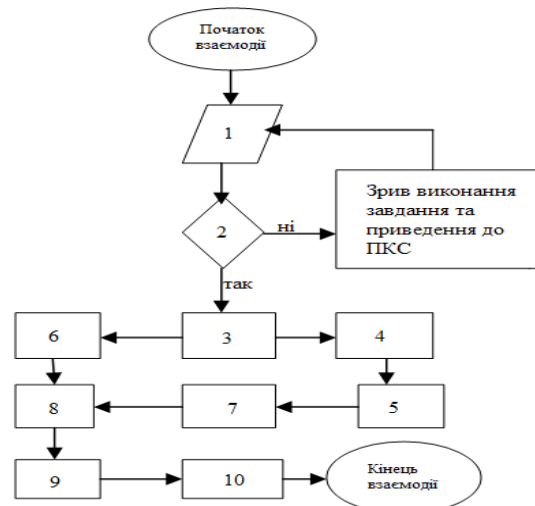 Початок
взаємодії
1
Зрив виконання
завдання та
приведення до
ПКС
2
ні
так
6
3
4
8
7
5
9
10
Кінець
взаємодії